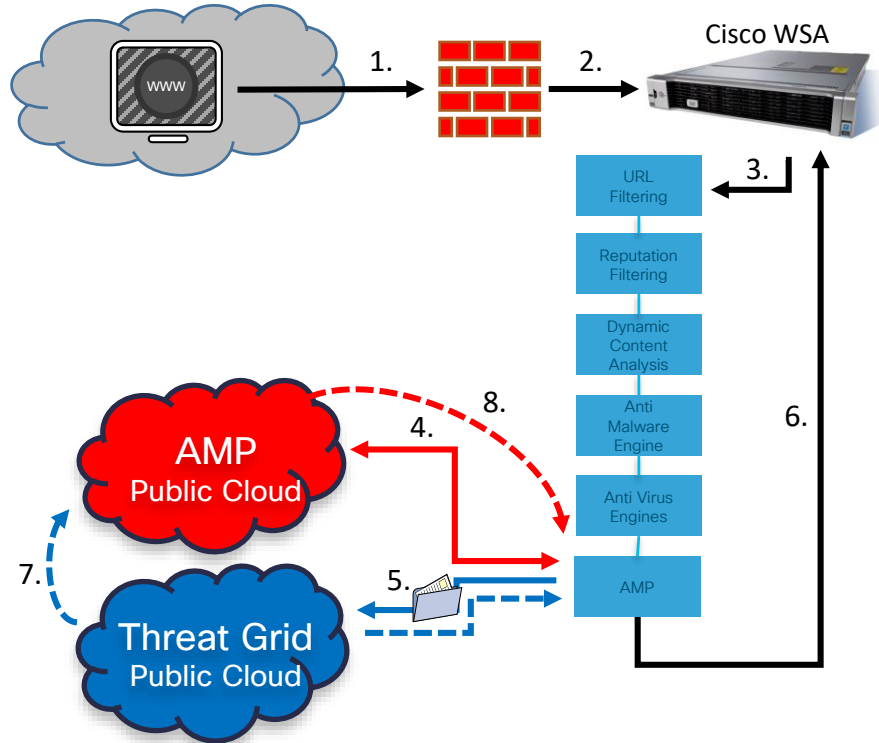 Cisco WSA
www
1.
2.
3.
URL
Filtering
Reputation
Filtering
Dynamic
Content
Analysis
Anti
Malware
Engine
Anti Virus
Engines
AMP
4.
8.
6.
AMP
Public Cloud
7.
5.
Threat Grid
Public Cloud